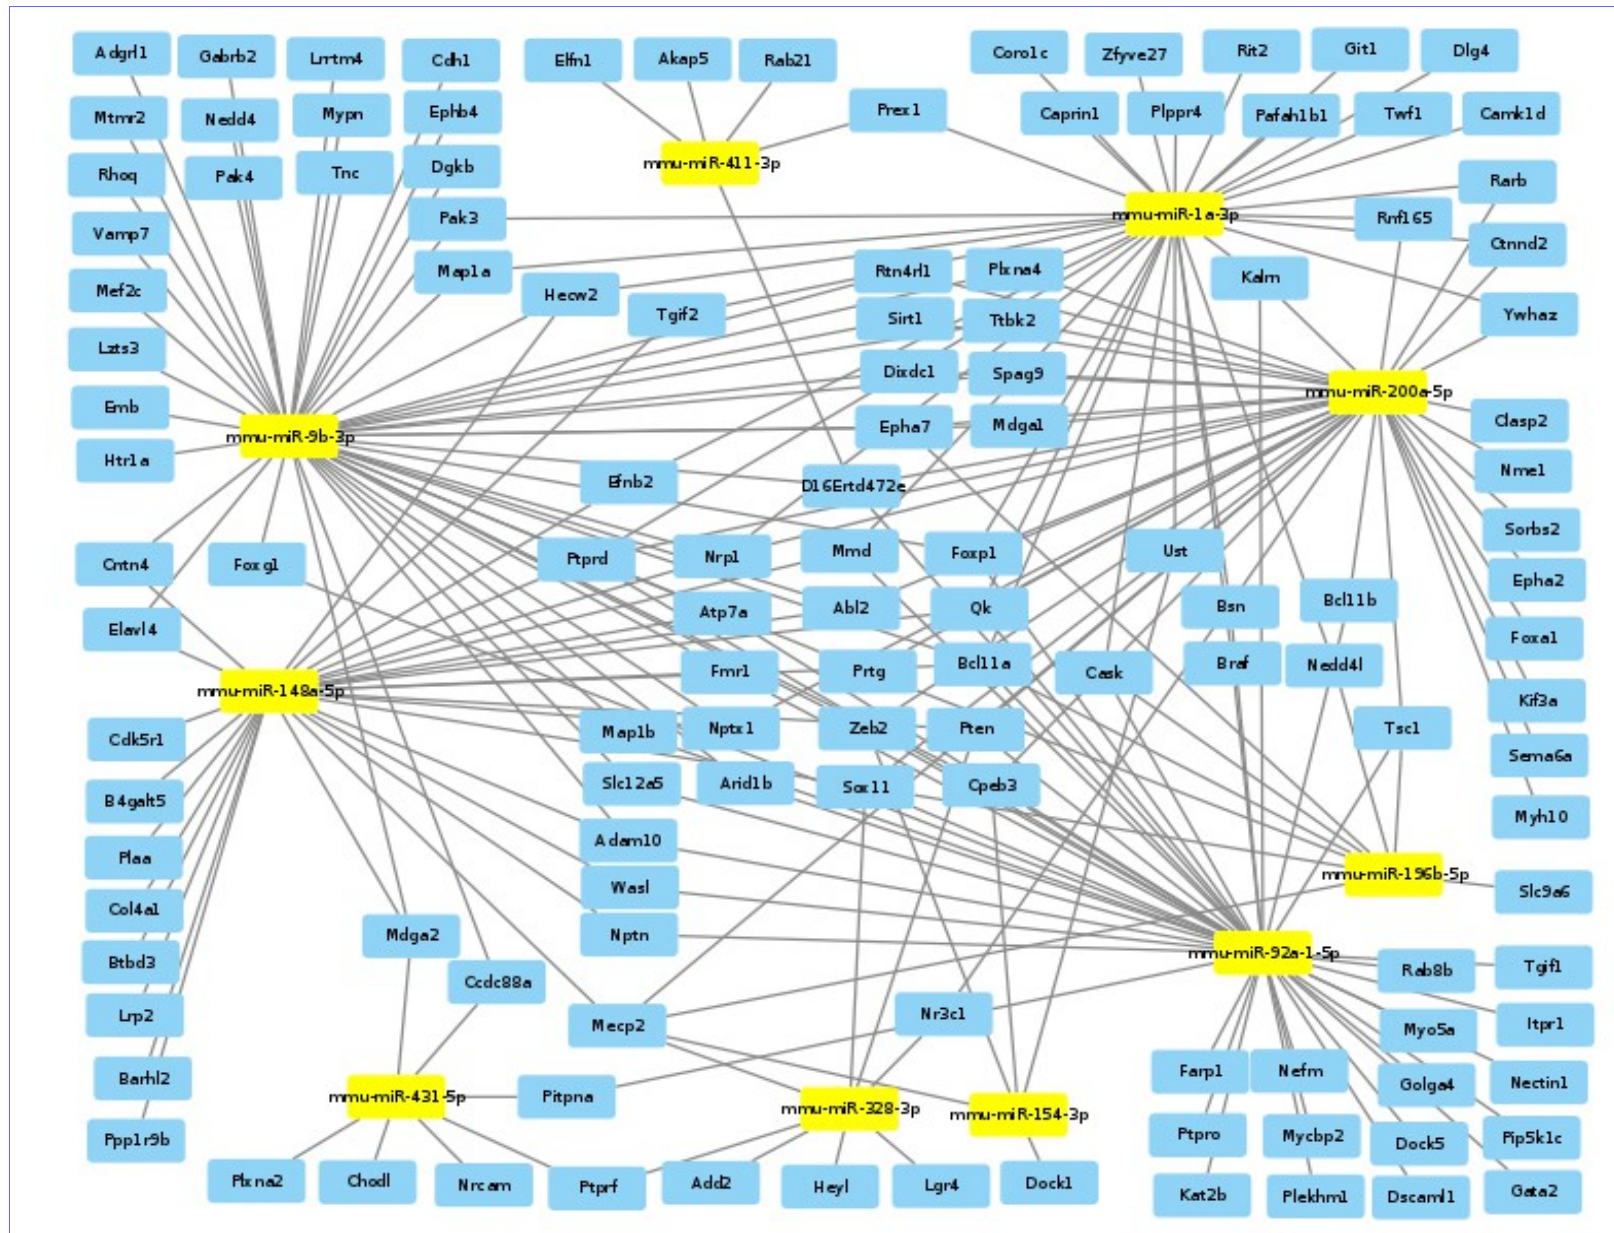 Adgrl1
Gabrb2
Lrrtm4
Cdh1
Elfn1
Akap5
Rab21
Coro1c
Zfyve27
Rit2
Git1
Dlg4
Mtmr2
Nedd4
Mypn
Ephb4
Prex1
Caprin1
Plppr4
Pafah1b1
Twf1
Camk1d
mmu-miR-411-3p
Rhoq
Pak4
Tnc
Dgkb
Rarb
Vamp7
Pak3
mmu-miR-1a-3p
Rnf165
Ctnnd2
Map1a
Mef2c
Hecw2
Tgif2
Rtn4rl1
Plxna4
Kalrn
Sirt1
Ttbk2
Ywhaz
Lzts3
Dixdc1
Spag9
mmu-miR-200a-5p
Emb
mmu-miR-9b-3p
Epha7
Mdga1
Clasp2
Htr1a
Efnb2
D16Ertd472e
Nme1
Sorbs2
Cntn4
Foxg1
Ptprd
Nrp1
Mmd
Foxp1
Ust
Epha2
Elavl4
Atp7a
Abl2
Qk
Bsn
Bcl11b
Foxa1
mmu-miR-148a-5p
Fmr1
Prtg
Bcl11a
Cask
Braf
Nedd4l
Kif3a
Cdk5r1
Map1b
Nptx1
Zeb2
Pten
Tsc1
Sema6a
B4galt5
Slc12a5
Arid1b
Sox11
Cpeb3
Myh10
Plaa
Adam10
mmu-miR-196b-5p
Slc9a6
Col4a1
Wasl
Mdga2
Nptn
mmu-miR-92a-1-5p
Btbd3
Ccdc88a
Rab8b
Tgif1
Lrp2
Mecp2
Nr3c1
Myo5a
Itpr1
Barhl2
mmu-miR-431-5p
Pitpna
mmu-miR-328-3p
mmu-miR-154-3p
Farp1
Nefm
Golga4
Nectin1
Ppp1r9b
Ptpro
Mycbp2
Dock5
Pip5k1c
Plxna2
Chodl
Nrcam
Ptprf
Add2
Heyl
Lgr4
Dock1
Kat2b
Plekhm1
Dscaml1
Gata2